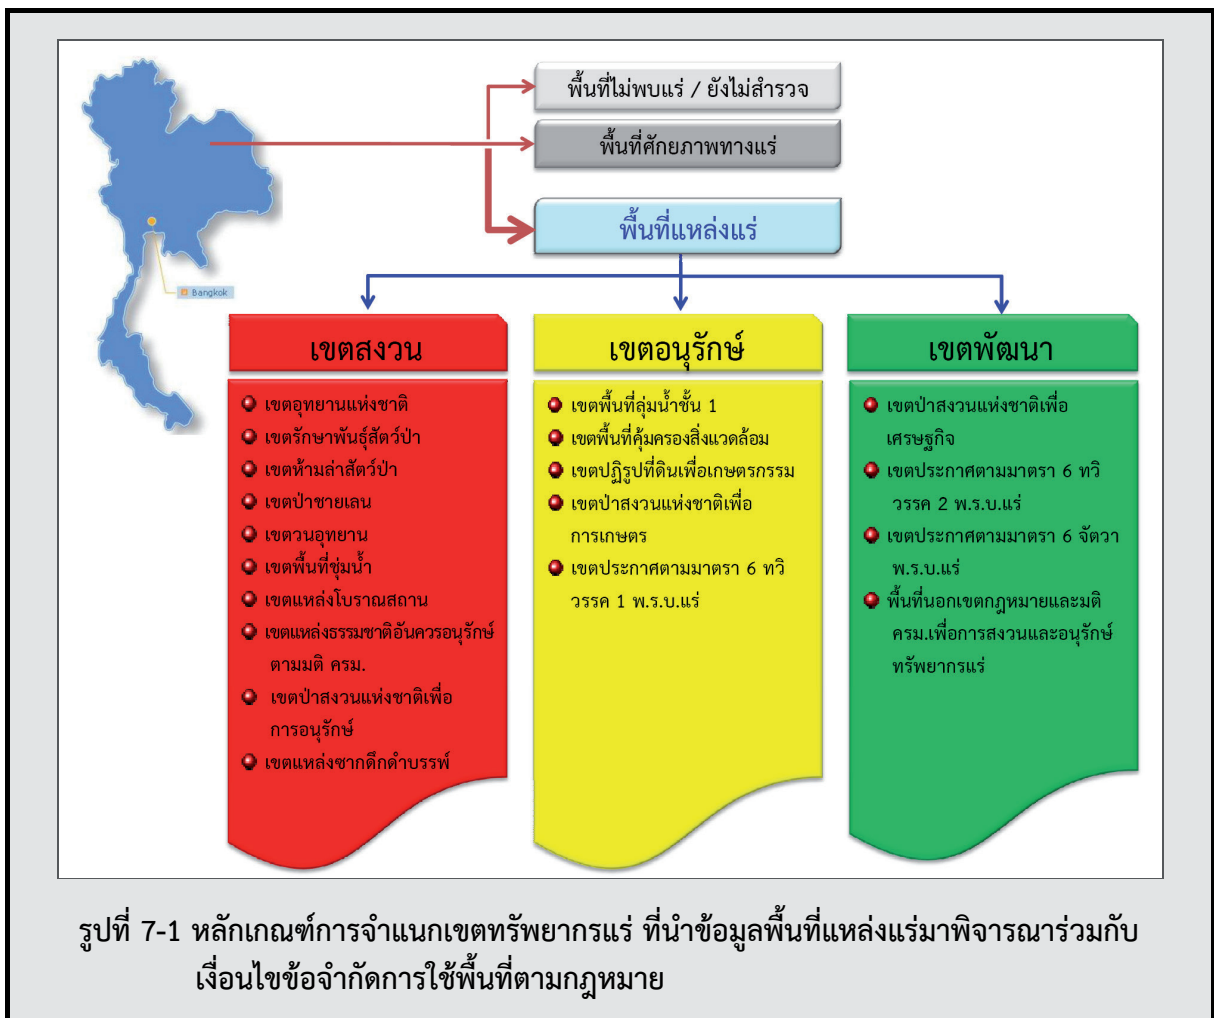 พื้นที่ไม่พบแร่ / ยังไม่สำรวจ
พื้นที่ศักยภาพทางแร่
พื้นที่แหล่งแร่
Bangkok
เขตสงวน
เขตอุทยานแห่งชาติ
เขตรักษาพันธุ์สัตว์ป่า
เขตห้ามล่าสัตว์ป่า
เขตป่าชายเลน
เขตวนอุทยาน
เขตพื้นที่ชุ่มน้ำ
เขตแหล่งโบราณสถาน
เขตแหล่งธรรมชาติอันควรอนุรักษ์
ตามมติ ครม.
เขตป่าสงวนแห่งชาติเพื่อ
การอนุรักษ์
เขตแหล่งซากดึกดำบรรพ์
เขตอนุรักษ์
เขตพื้นที่ลุ่มน้ำชั้น 1
เขตพื้นที่คุ้มครองสิ่งแวดล้อม
เขตปฏิรูปที่ดินเพื่อเกษตรกรรม
เขตป่าสงวนแห่งชาติเพื่อ
การเกษตร
เขตประกาศตามมาตรา 6 ทวิ
วรรค 1 พ.ร.บ.แร่
เขตพัฒนา
เขตป่าสงวนแห่งชาติเพื่อ
เศรษฐกิจ
เขตประกาศตามมาตรา 6 ทวิ
วรรค 2 พ.ร.บ.แร่
เขตประกาศตามมาตรา 6 จัตวา
พ.ร.บ.แร่
พื้นที่นอกเขตกฎหมายและมติ
ครม.เพื่อการสงวนและอนุรักษ์
ทรัพยากรแร่
รูปที่ 7-1 หลักเกณฑ์การจำแนกเขตทรัพยากรแร่ ที่นำข้อมูลพื้นที่แหล่งแร่มาพิจารณาร่วมกับ
เงื่อนไขข้อจำกัดการใช้พื้นที่ตามกฎหมาย